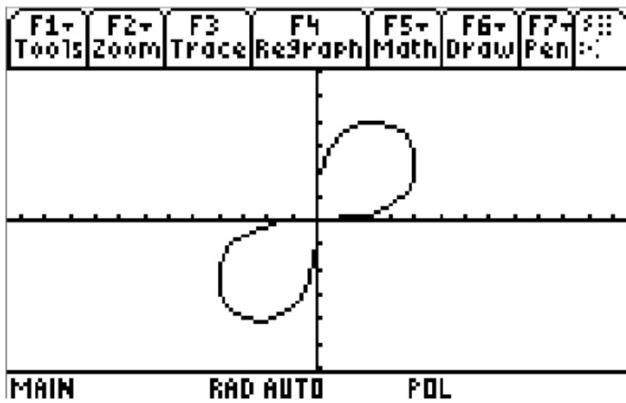 F1▾ F2▾ F3 F4 F5▾ F6▾ F7▾
Tools Zoom Trace ReGraph Math Draw Pen
MAIN RAD AUTO POL